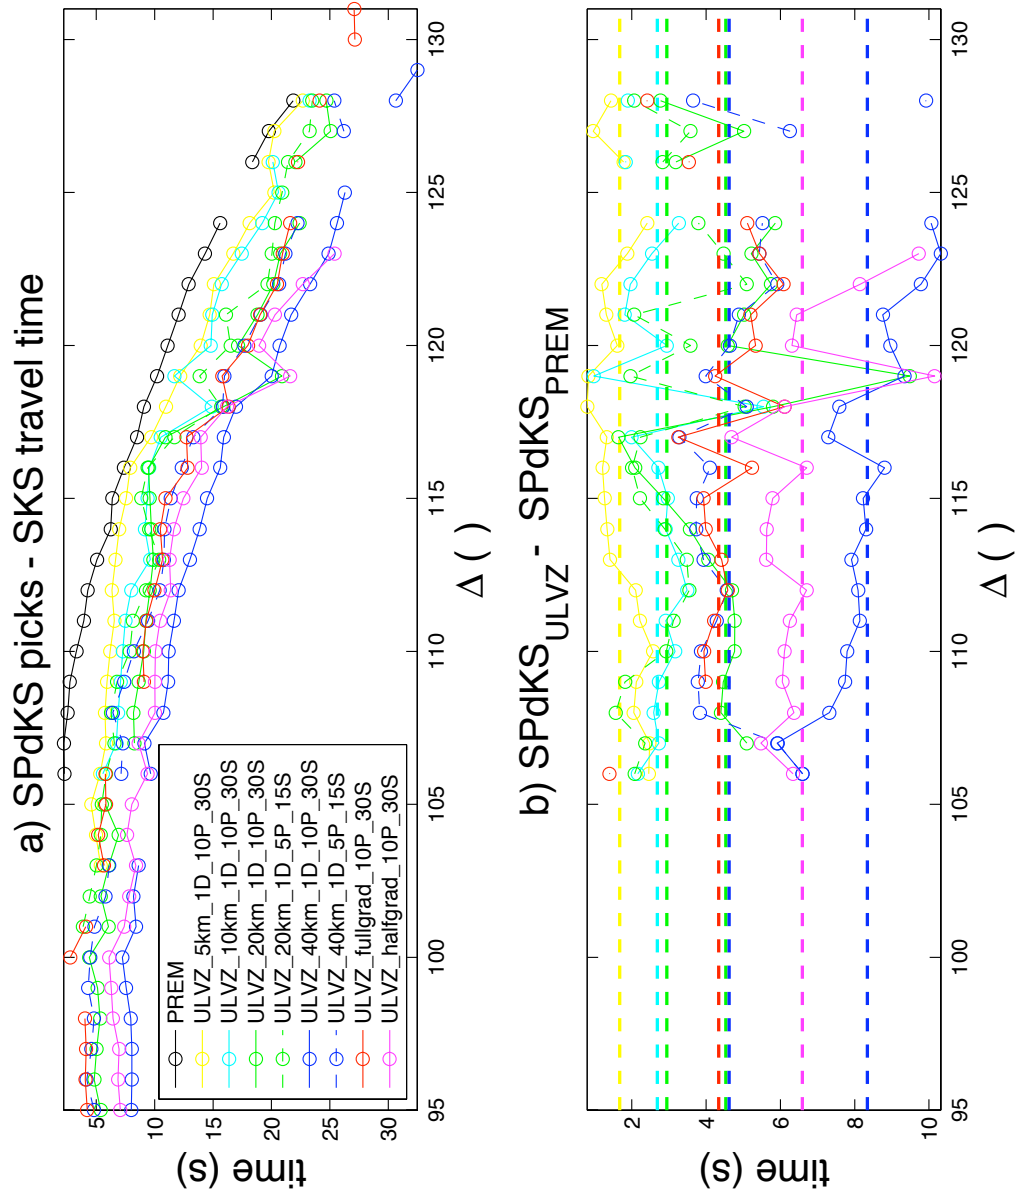 a) SPdKS picks - SKS travel time
time (s)
5
10
15
20
25
30
95
100
105
110
115
120
125
130
Δ ( )
PREM
ULVZ_5km_1D_10P_30S
ULVZ_10km_1D_10P_30S
ULVZ_20km_1D_10P_30S
ULVZ_20km_1D_5P_15S
ULVZ_40km_1D_10P_30S
ULVZ_40km_1D_5P_15S
ULVZ_fullgrad_10P_30S
ULVZ_halfgrad_10P_30S
b) SPdKS_ULVZ - SPdKS_PREM
time (s)
2
4
6
8
10
95
100
105
110
115
120
125
130
Δ ( )